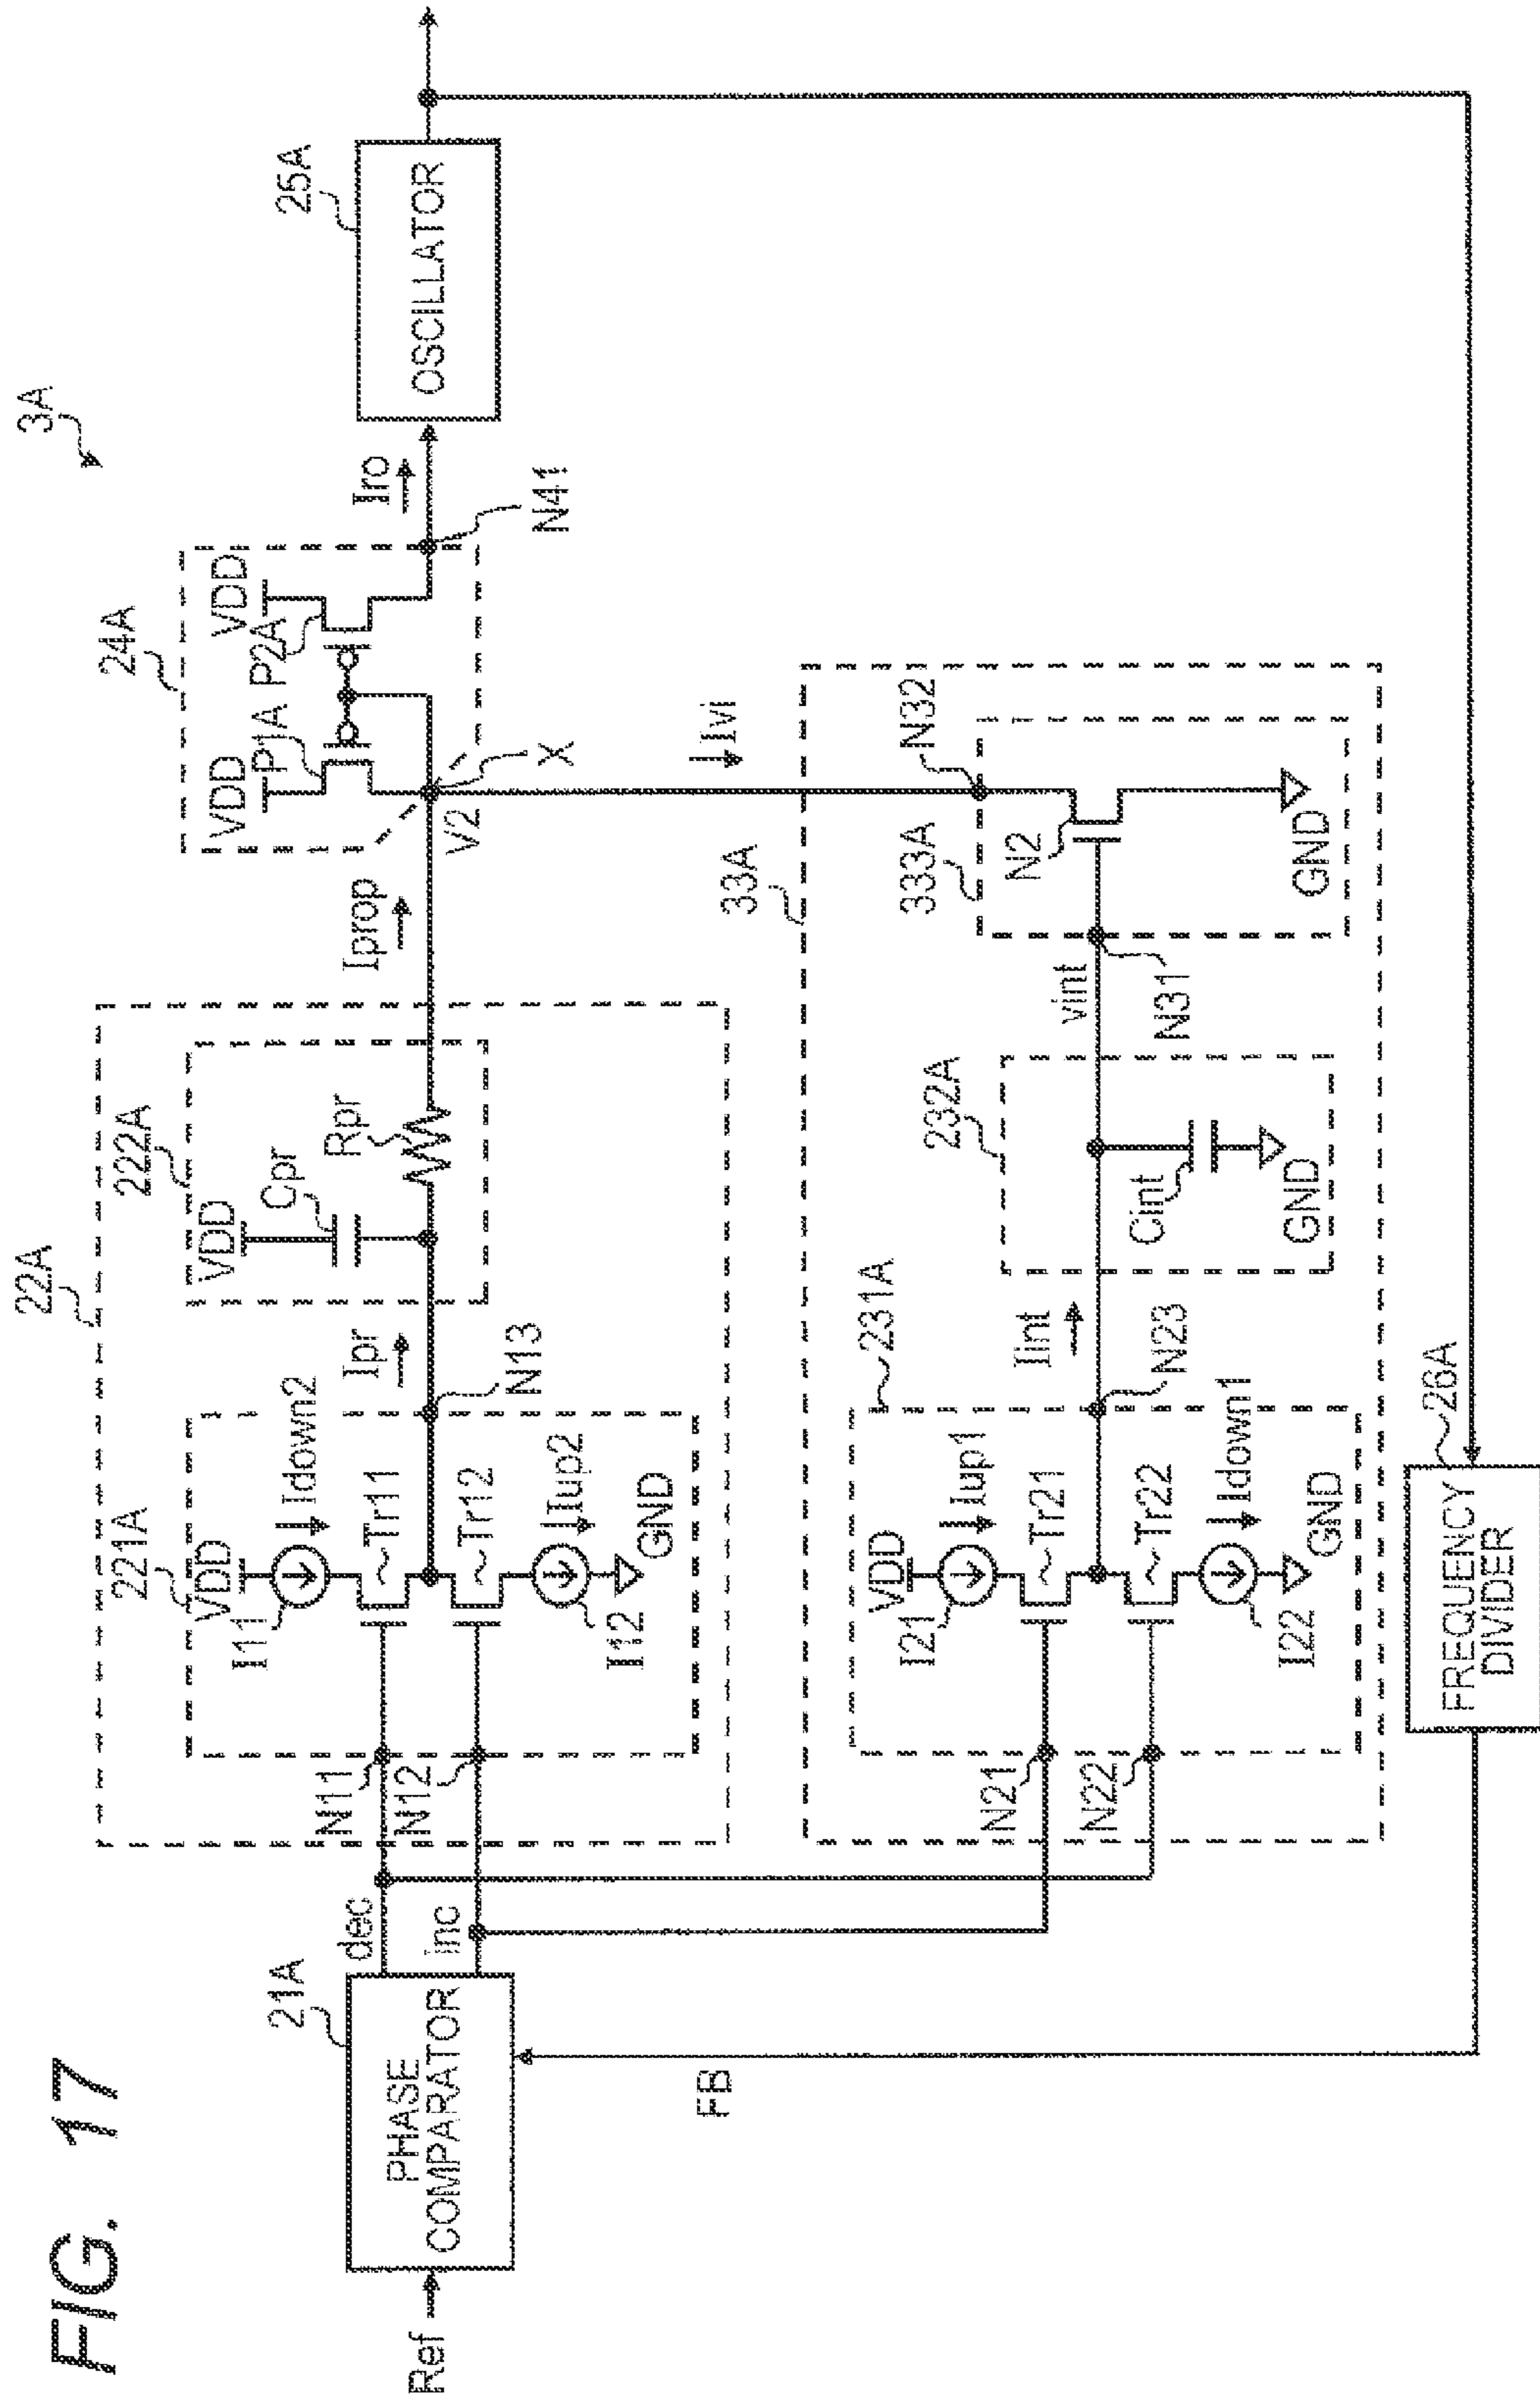 FIG. 17
3A
22A
222A
221A
VDD
I11
Idown2
Tr11
Tr12
Iup2
I12
GND
N11
N12
N13
Ipr
VDD
Cpr
Rpr
Iprop
24A
VDD
P1A
P2A
VDD
V2
X
N41
Iro
25A
OSCILLATOR
Ref
21A
PHASE
COMPARATOR
dec
inc
FB
33A
231A
VDD
I21
Iup1
Tr21
Tr22
Idown1
I22
GND
N21
N22
N23
Iint
232A
Cint
GND
vint
N31
333A
N2
N32
GND
Ivi
26A
FREQUENCY
DIVIDER